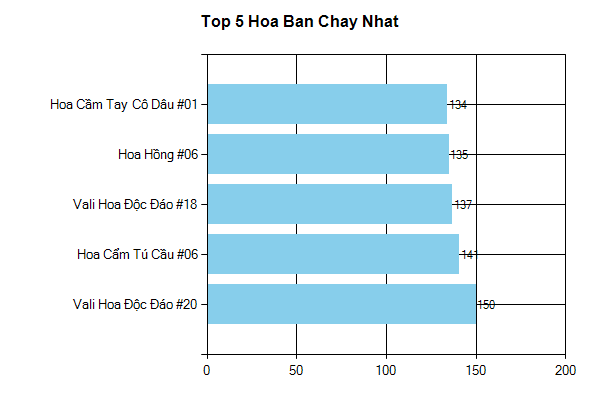 Top 5 Hoa Ban Chay Nhat
Hoa Cầm Tay Cô Dâu #01
134
Hoa Hồng #06
135
Vali Hoa Độc Đáo #18
137
Hoa Cẩm Tú Cầu #06
141
Vali Hoa Độc Đáo #20
150
0 50 100 150 200